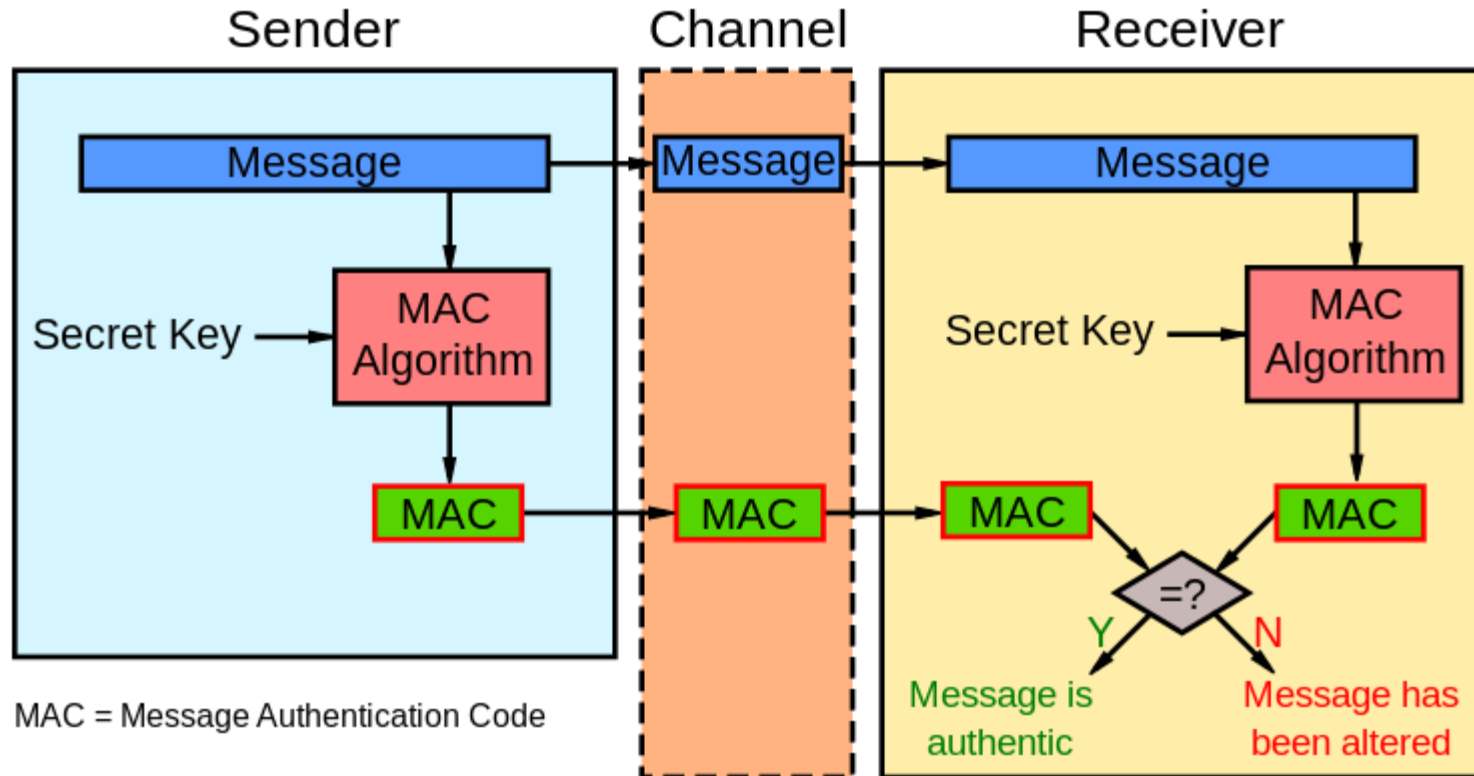 Sender
Channel
Receiver
Message
Message
Message
Secret Key
MAC
Algorithm
Secret Key
MAC
Algorithm
MAC
MAC
MAC
MAC
=?
Y
N
Message is
authentic
Message has
been altered
MAC = Message Authentication Code